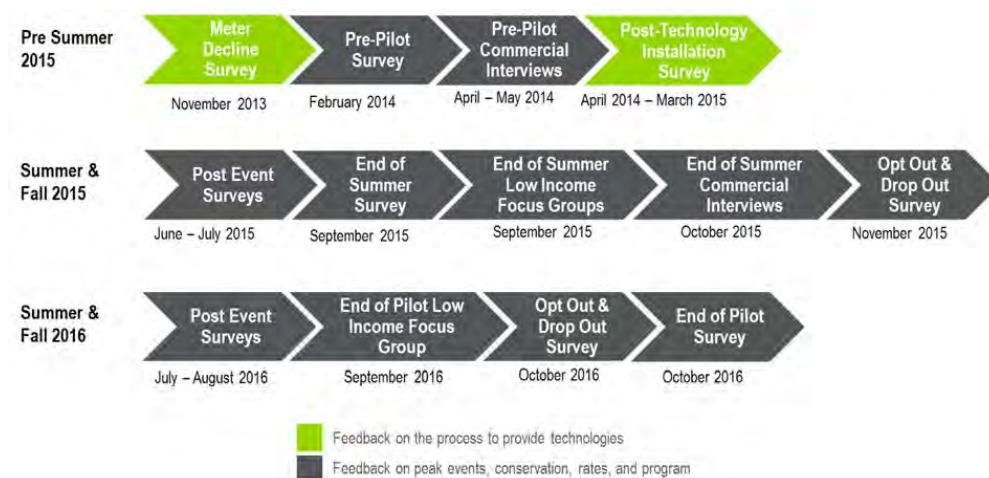 Pre Summer
2015
Meter
Decline
Survey
November 2013
Pre-Pilot
Survey
February 2014
Pre-Pilot
Commercial
Interviews
April – May 2014
Post-Technology
Installation
Survey
April 2014 – March 2015
Summer &
Fall 2015
Post Event
Surveys
June – July 2015
End of
Summer
Survey
September 2015
End of Summer
Low Income
Focus Groups
September 2015
End of Summer
Commercial
Interviews
October 2015
Opt Out &
Drop Out
Survey
November 2015
Summer &
Fall 2016
Post Event
Surveys
July – August 2016
End of Pilot Low
Income Focus
Group
September 2016
Opt Out &
Drop Out
Survey
October 2016
End of Pilot
Survey
October 2016
Feedback on the process to provide technologies
Feedback on peak events, conservation, rates, and program